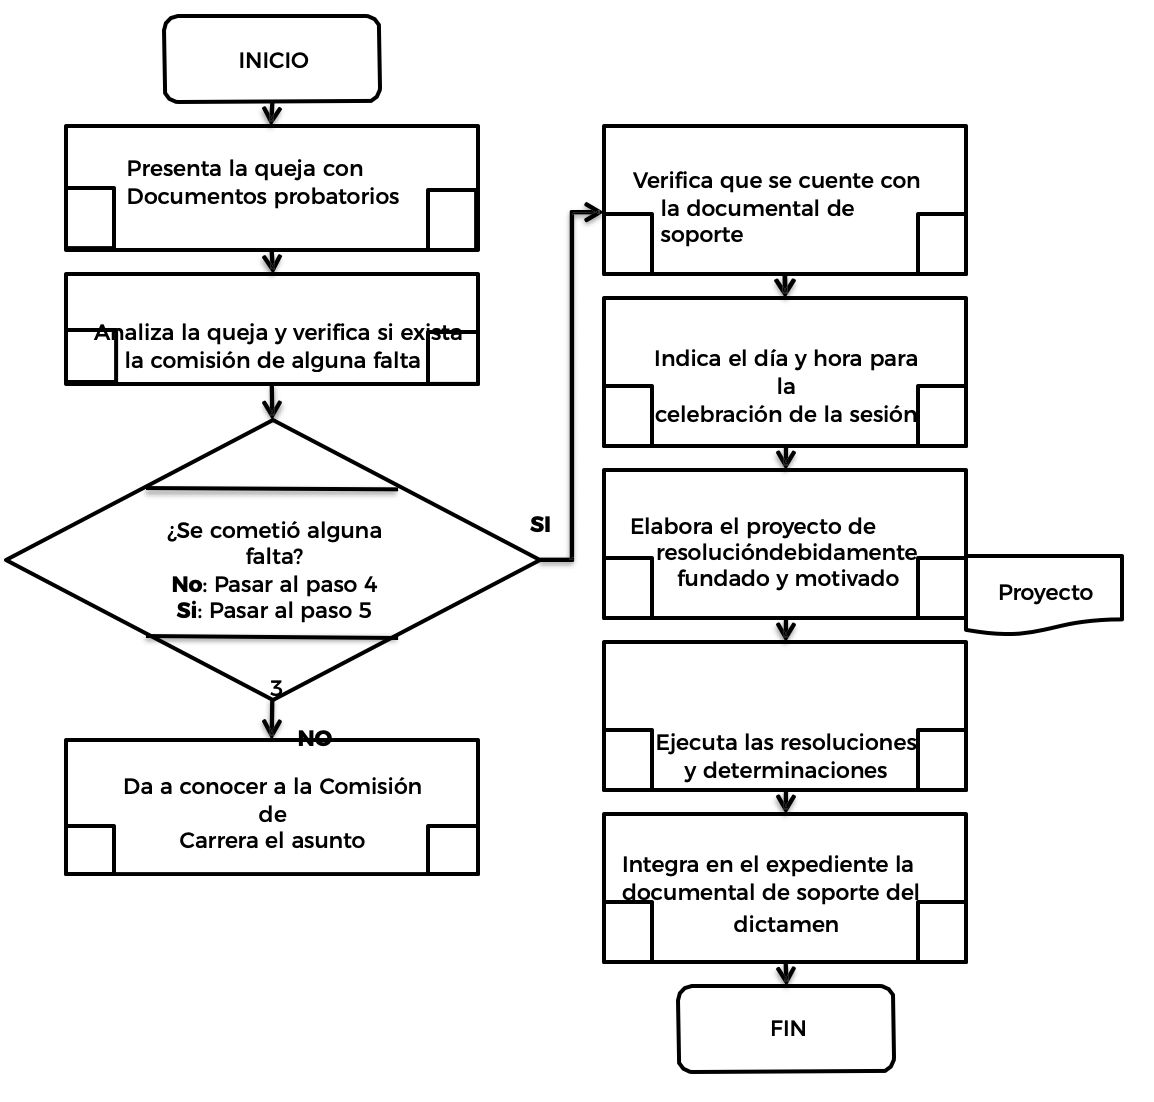 INICIO
Presenta la queja con
Documentos probatorios
Analiza la queja y verifica si exista
la comisión de alguna falta
¿Se cometió alguna
falta?
No: Pasar al paso 4
Si: Pasar al paso 5
3
SI
NO
Da a conocer a la Comisión
de
Carrera el asunto
Verifica que se cuente con
la documental de
soporte
Indica el día y hora para
la
celebración de la sesión
Elabora el proyecto de
resolucióndebidamente
fundado y motivado
Proyecto
Ejecuta las resoluciones
y determinaciones
Integra en el expediente la
documental de soporte del
dictamen
FIN